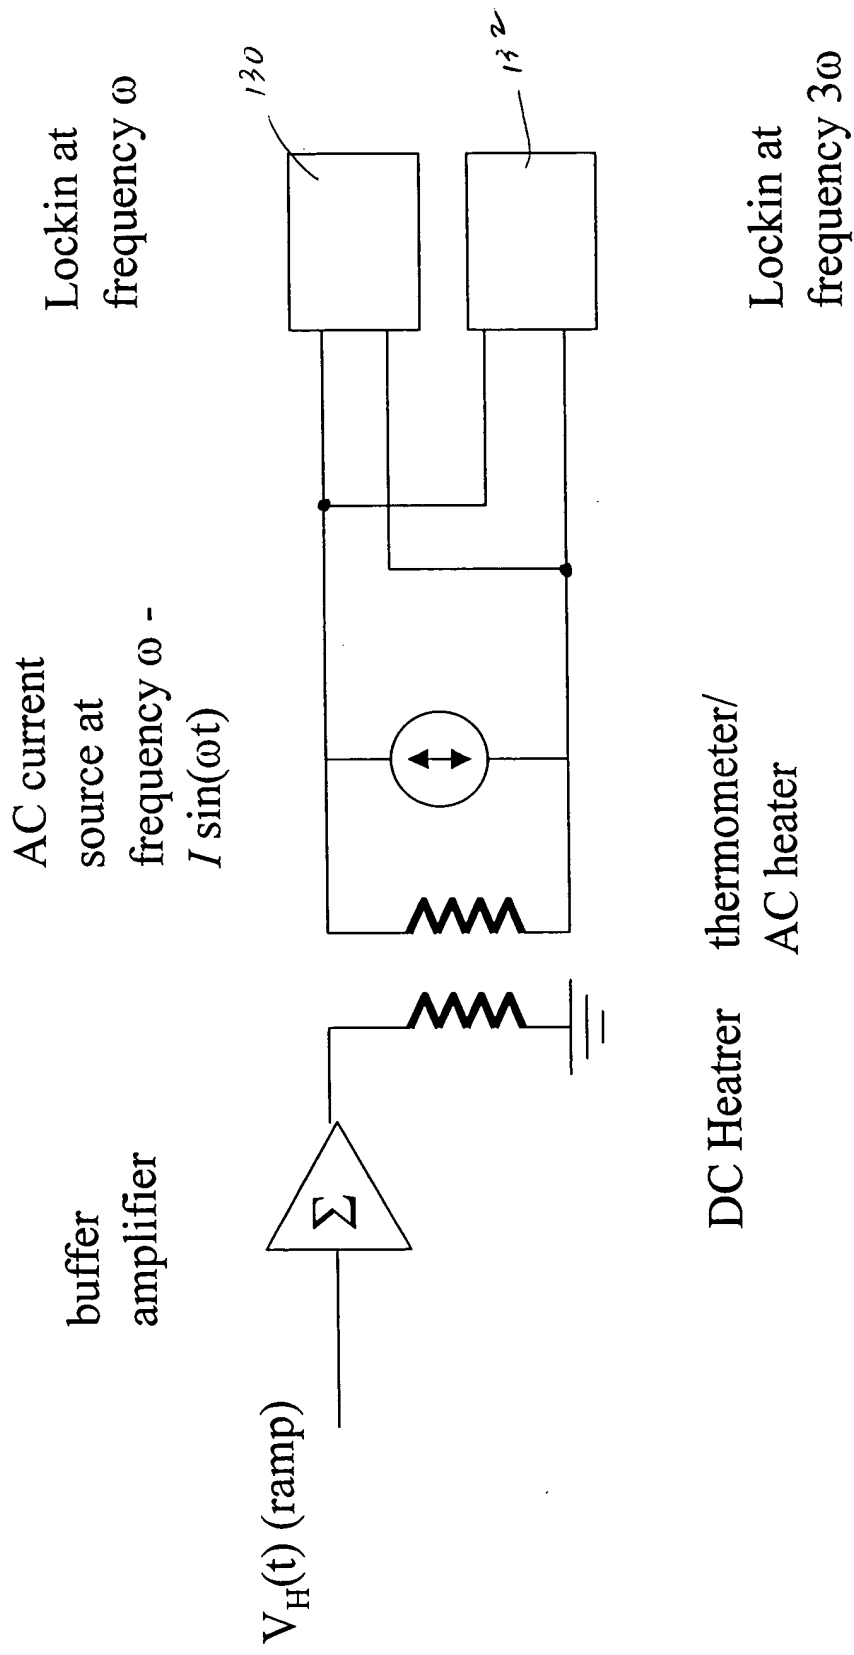 V_H(t) (ramp)
buffer
amplifier
Σ
DC Heatrer
AC current
source at
frequency ω -
I sin(ωt)
thermometer/
AC heater
Lockin at
frequency ω
130
132
Lockin at
frequency 3ω